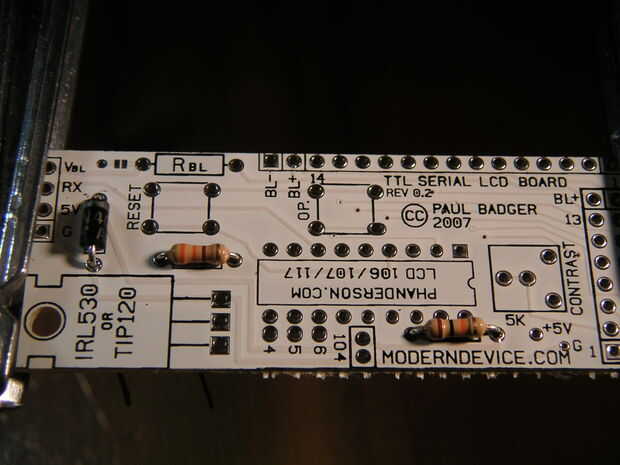 VBL
RX
5V
G
RESET
RBL
BL-
BL+
14
OP.
TTL SERIAL LCD BOARD
REV 0.2
CC PAUL BADGER
2007
BL+
13
IRL530
OR
TIP120
PHANDERSON.COM
LCD 106/107/117
CONTRAST
5K
+5V
G
1
4
5
6
104
MODERNDEVICE.COM